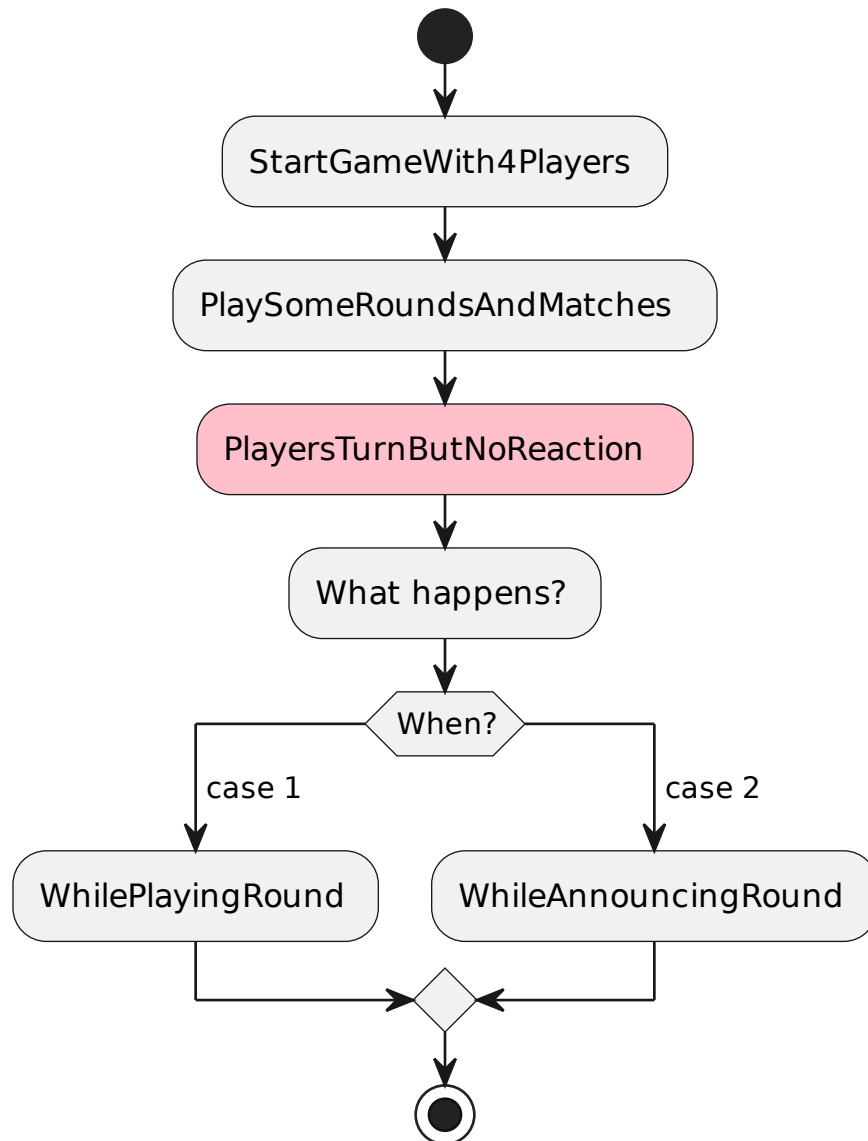 StartGameWith4Players
PlaySomeRoundsAndMatches
PlayersTurnButNoReaction
What happens?
When?
case 1
case 2
WhilePlayingRound
WhileAnnouncingRound